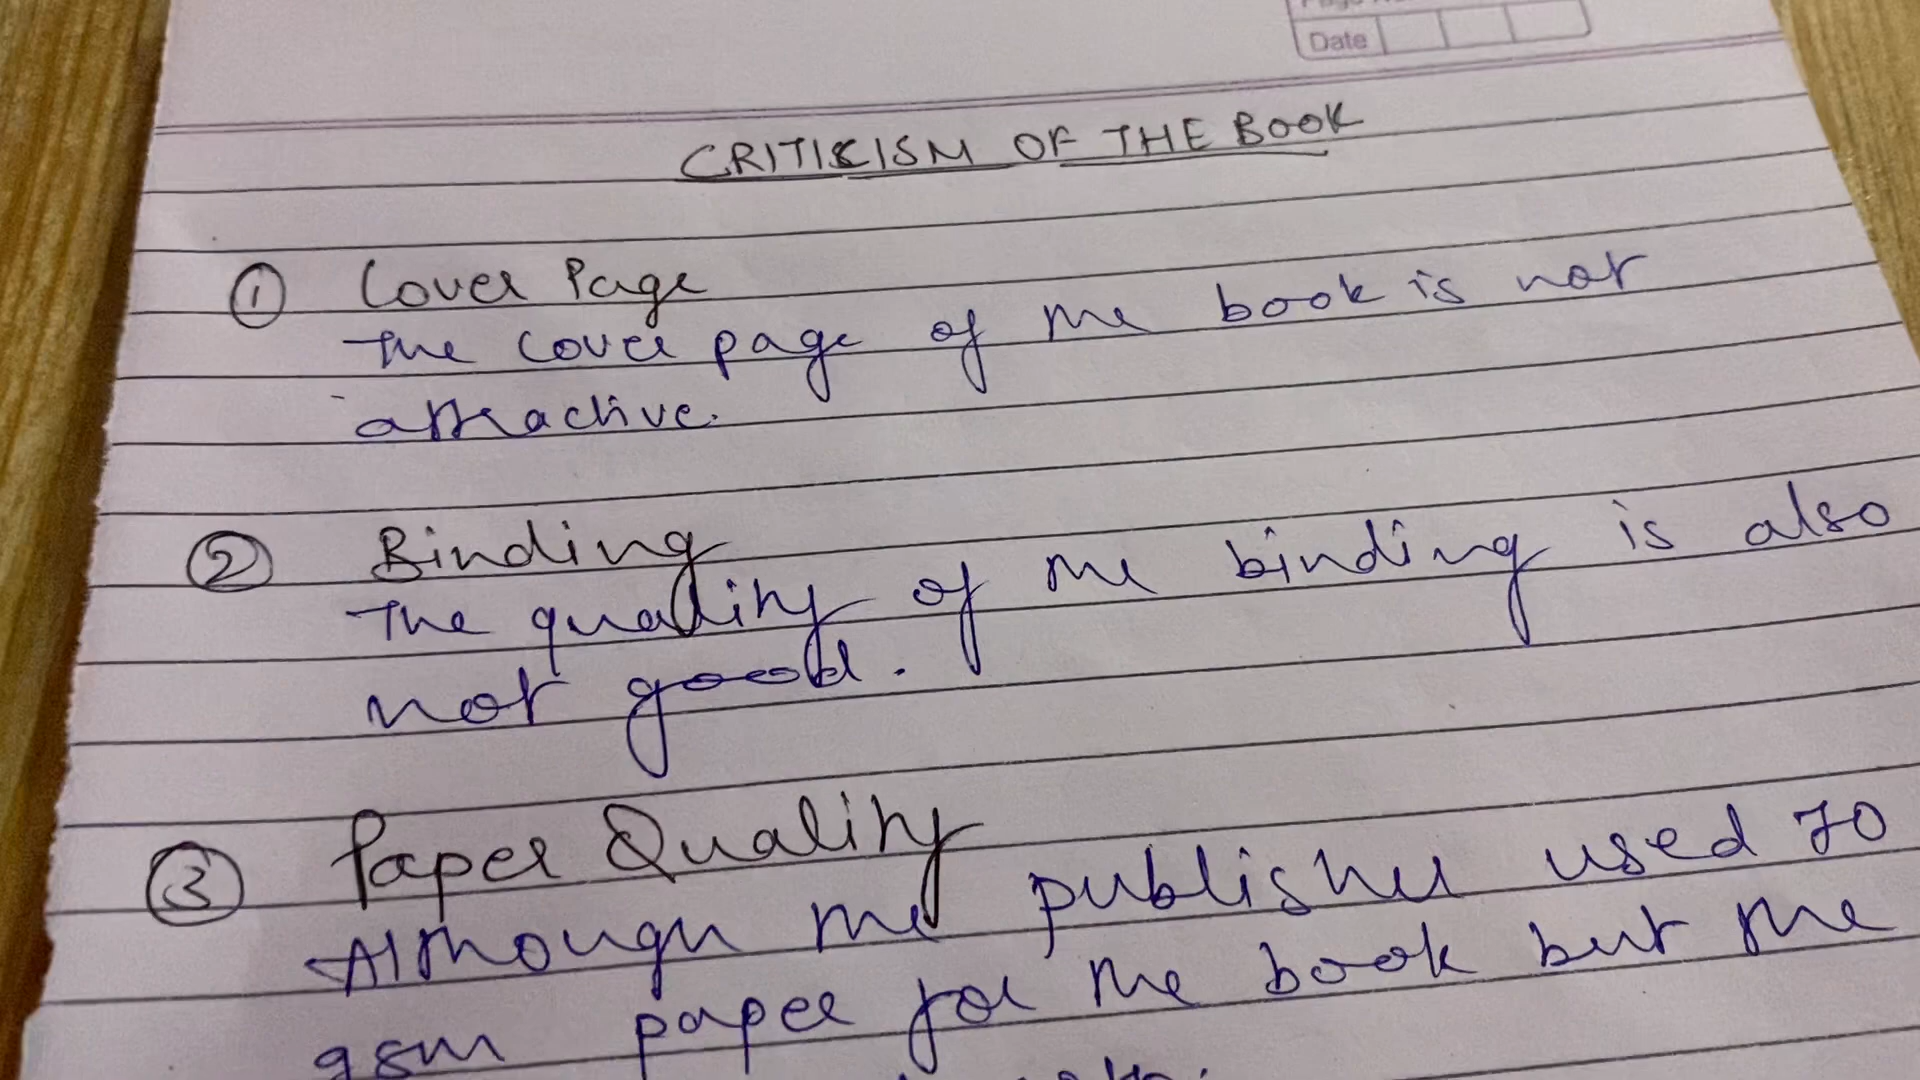 Date
CRITICISM OF THE BOOK
① Cover Page
The cover page of the book is not
attractive.
② Binding
The quality of the binding is also
not good.
③ Paper Quality
Although the publisher used 70
gsm paper for the book but the